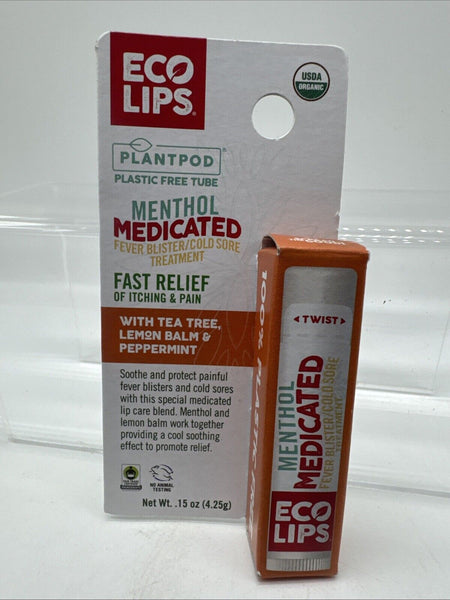 ECO
LIPS®
USDA
ORGANIC
PLANTPOD®
PLASTIC FREE TUBE
MENTHOL
MEDICATED
FEVER BLISTER/COLD SORE
TREATMENT
FAST RELIEF
OF ITCHING & PAIN
WITH TEA TREE,
LEMON BALM &
PEPPERMINT
Soothe and protect painful
fever blisters and cold sores
with this special medicated
lip care blend. Menthol and
lemon balm work together
providing a cool soothing
effect to promote relief.
NO ANIMAL
TESTING
Net Wt. .15 oz (4.25g)
100% PLASTIC
◄TWIST►
MENTHOL
MEDICATED
FEVER BLISTER/COLD SORE
TREATMENT
ECO
LIPS